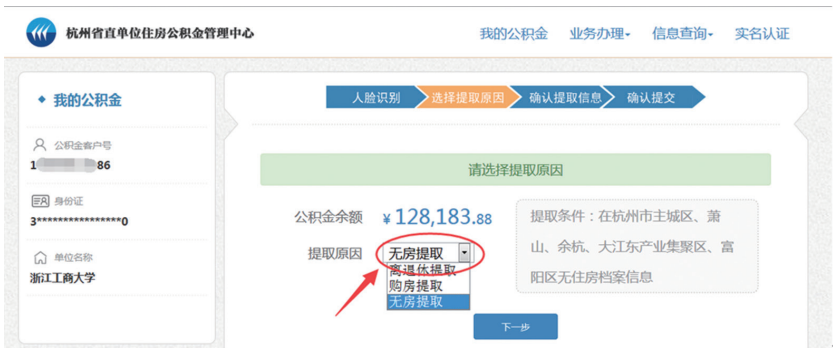 杭州省直单位住房公积金管理中心
我的公积金 业务办理 信息查询 实名认证
我的公积金
公积金客户号
1 86
身份证
3****************0
单位名称
浙江工商大学
人脸识别 选择提取原因 确认提取信息 确认提交
请选择提取原因
公积金余额 ¥128,183.88
提取原因 无房提取
离退休提取
购房提取
无房提取
提取条件：在杭州市主城区、萧
山、余杭、大江东产业集聚区、富
阳区无住房档案信息
下一步